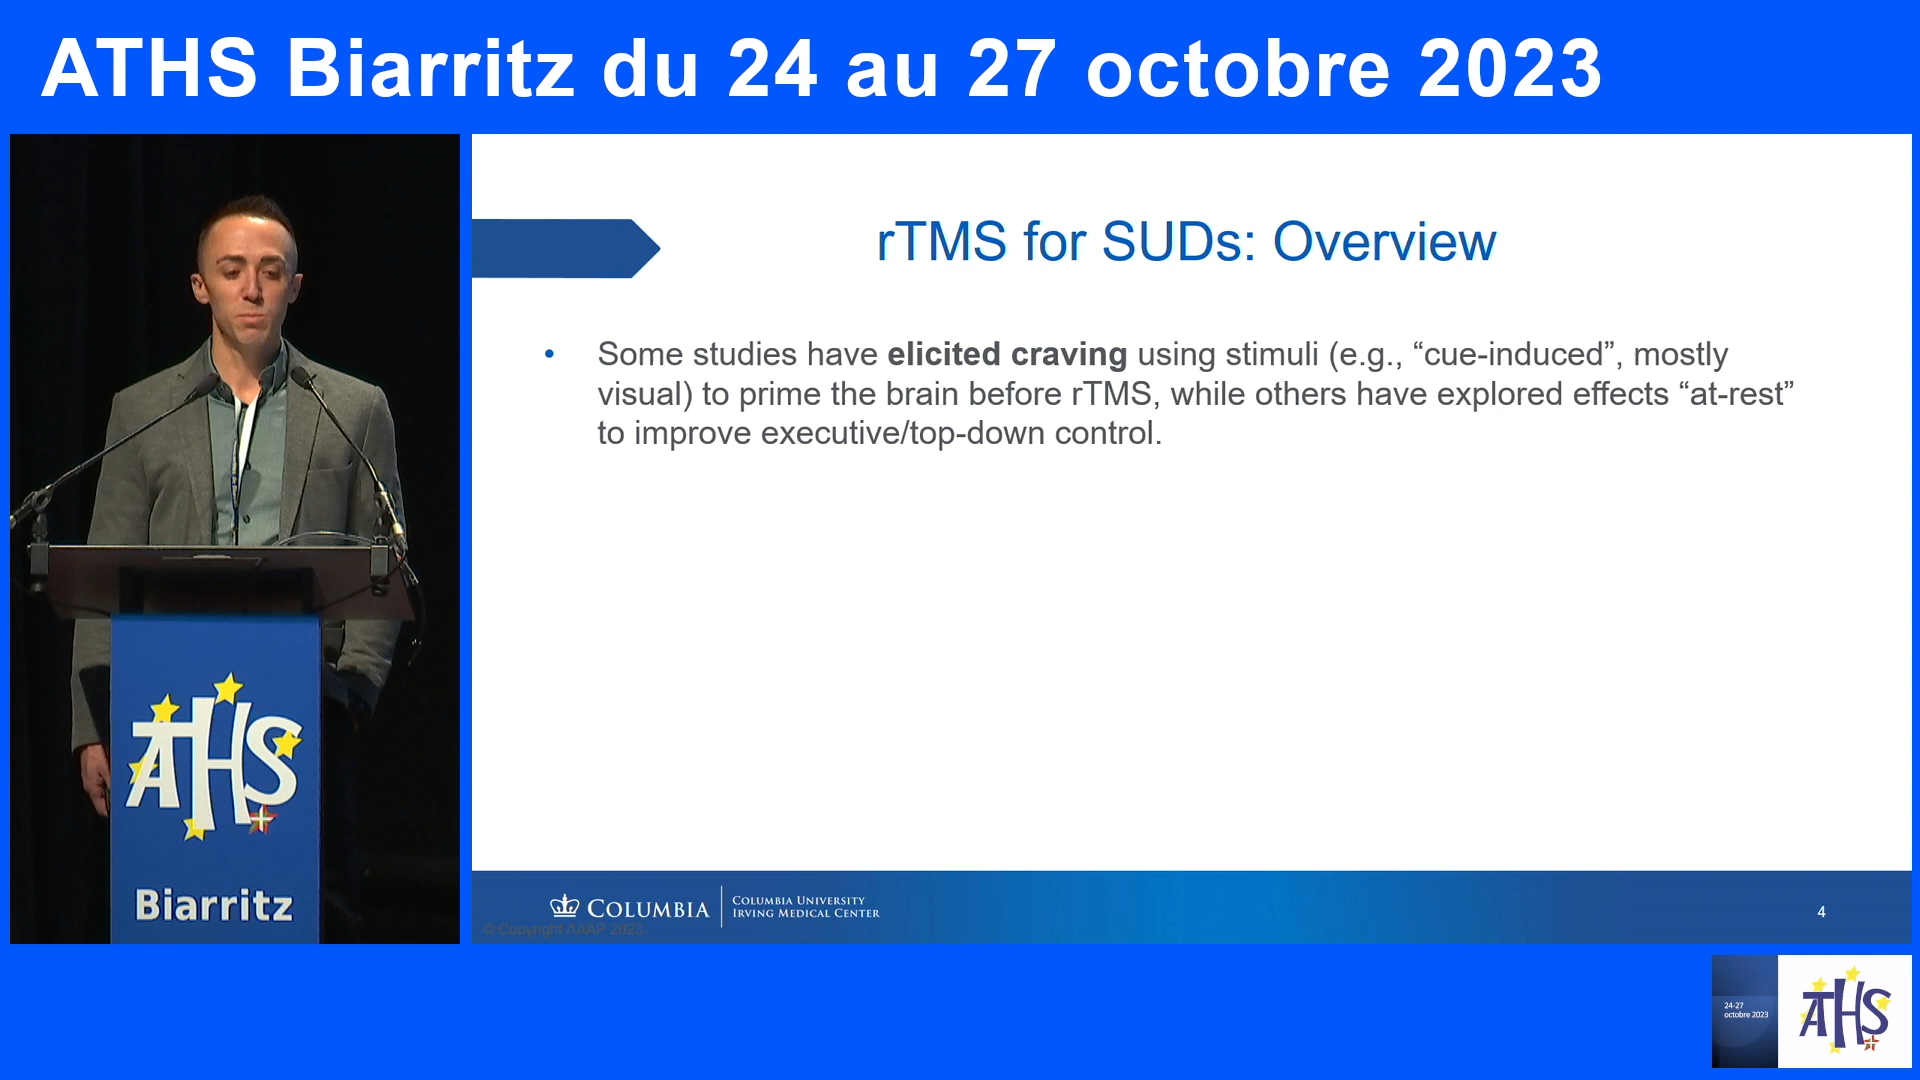 ATHS Biarritz du 24 au 27 octobre 2023
rTMS for SUDs: Overview
• Some studies have elicited craving using stimuli (e.g., “cue-induced”, mostly
visual) to prime the brain before rTMS, while others have explored effects “at-rest”
to improve executive/top-down control.
COLUMBIA
COLUMBIA UNIVERSITY
IRVING MEDICAL CENTER
© Copyright AAAP 2023
4
ATHS
Biarritz
24-27
octobre 2023
ATHS